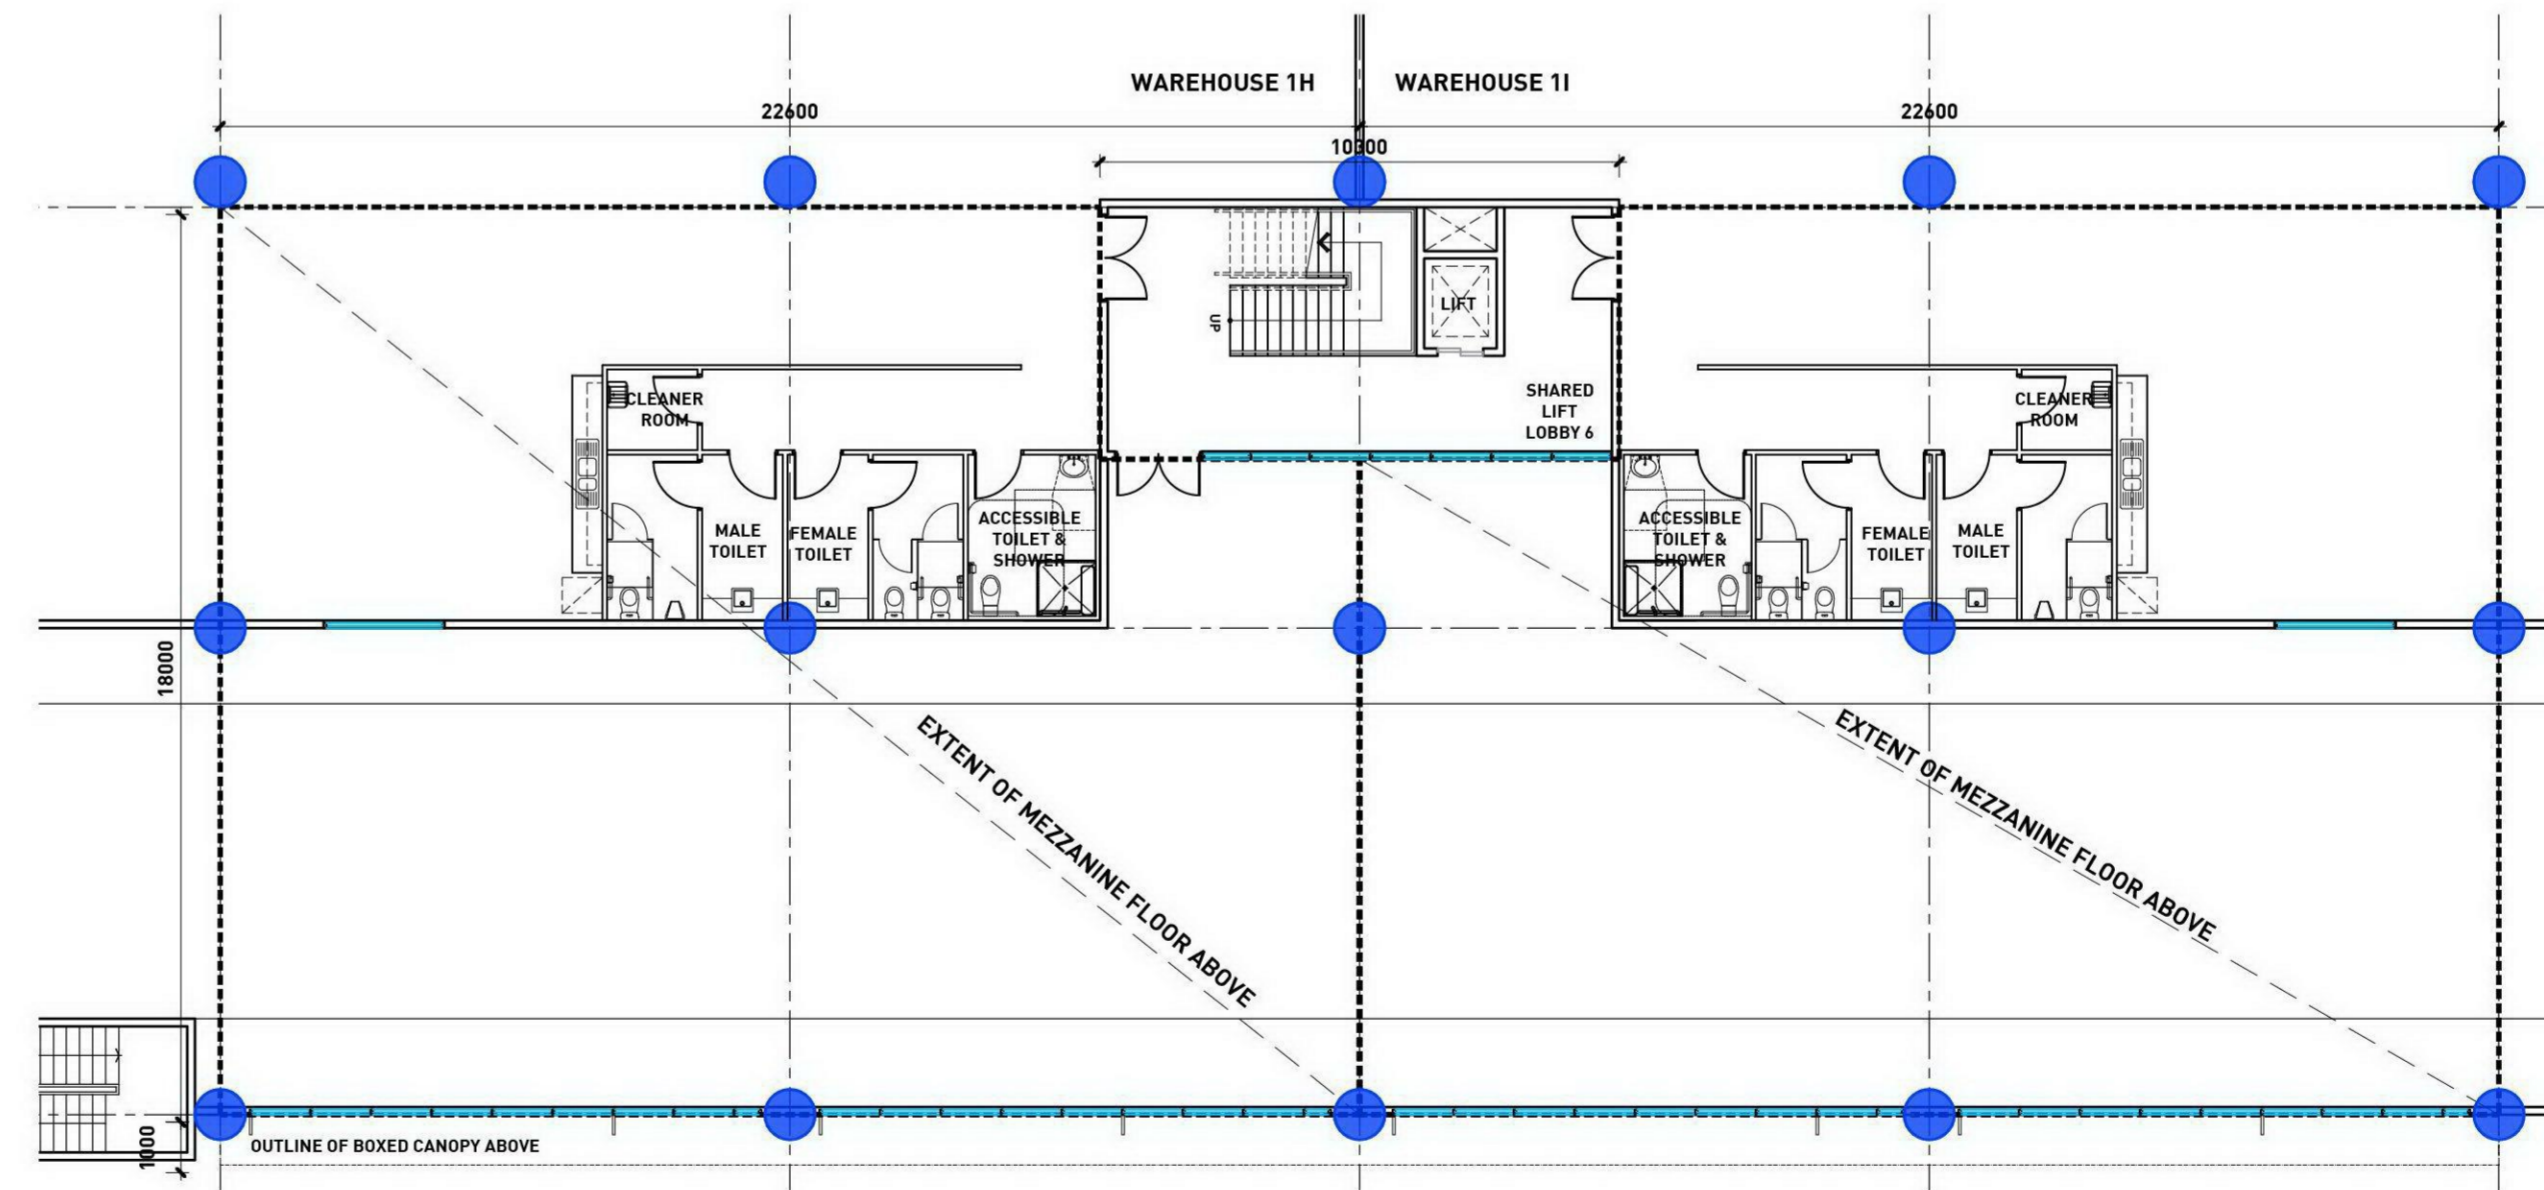 WAREHOUSE 1H
WAREHOUSE 1I
22600
22600
10300
UP
LIFT
SHARED
LIFT
LOBBY 6
CLEANER
ROOM
CLEANER
ROOM
MALE
TOILET
FEMALE
TOILET
ACCESSIBLE
TOILET &
SHOWER
ACCESSIBLE
TOILET &
SHOWER
FEMALE
TOILET
MALE
TOILET
18000
EXTENT OF MEZZANINE FLOOR ABOVE
EXTENT OF MEZZANINE FLOOR ABOVE
1000
OUTLINE OF BOXED CANOPY ABOVE